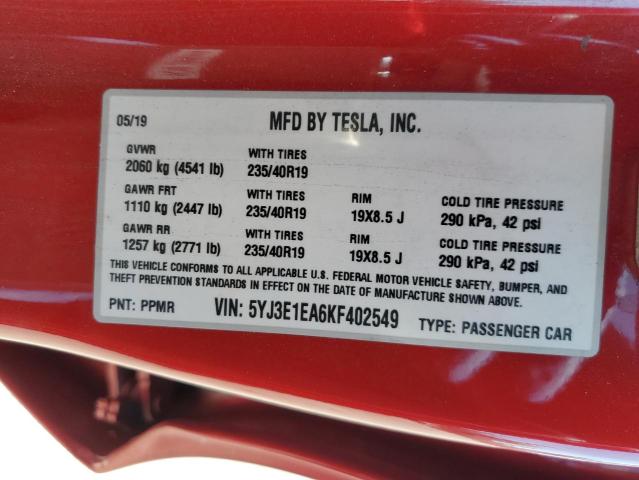 05/19 MFD BY TESLA, INC.
GVWR WITH TIRES
2060 kg (4541 lb) 235/40R19
GAWR FRT WITH TIRES RIM COLD TIRE PRESSURE
1110 kg (2447 lb) 235/40R19 19X8.5 J 290 kPa, 42 psi
GAWR RR WITH TIRES RIM COLD TIRE PRESSURE
1257 kg (2771 lb) 235/40R19 19X8.5 J 290 kPa, 42 psi
THIS VEHICLE CONFORMS TO ALL APPLICABLE U.S. FEDERAL MOTOR VEHICLE SAFETY, BUMPER, AND
THEFT PREVENTION STANDARDS IN EFFECT ON THE DATE OF MANUFACTURE SHOWN ABOVE.
PNT: PPMR VIN: 5YJ3E1EA6KF402549 TYPE: PASSENGER CAR